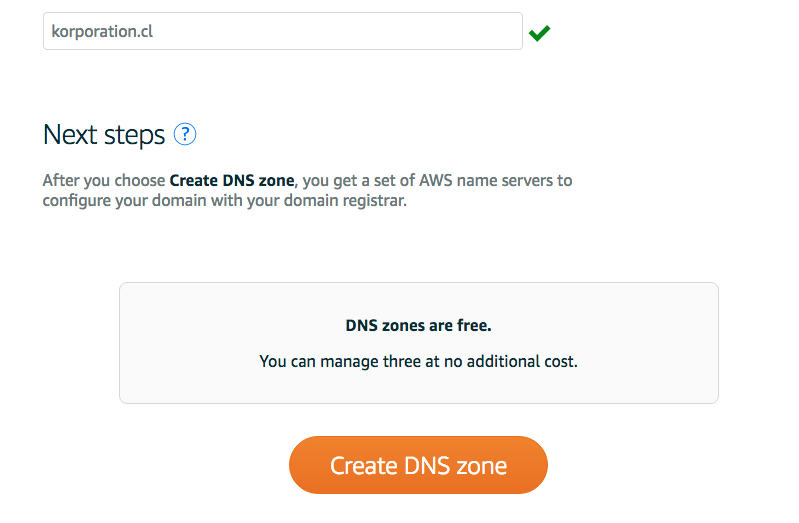 korporation.cl
Next steps ?
After you choose Create DNS zone, you get a set of AWS name servers to
configure your domain with your domain registrar.
DNS zones are free.
You can manage three at no additional cost.
Create DNS zone